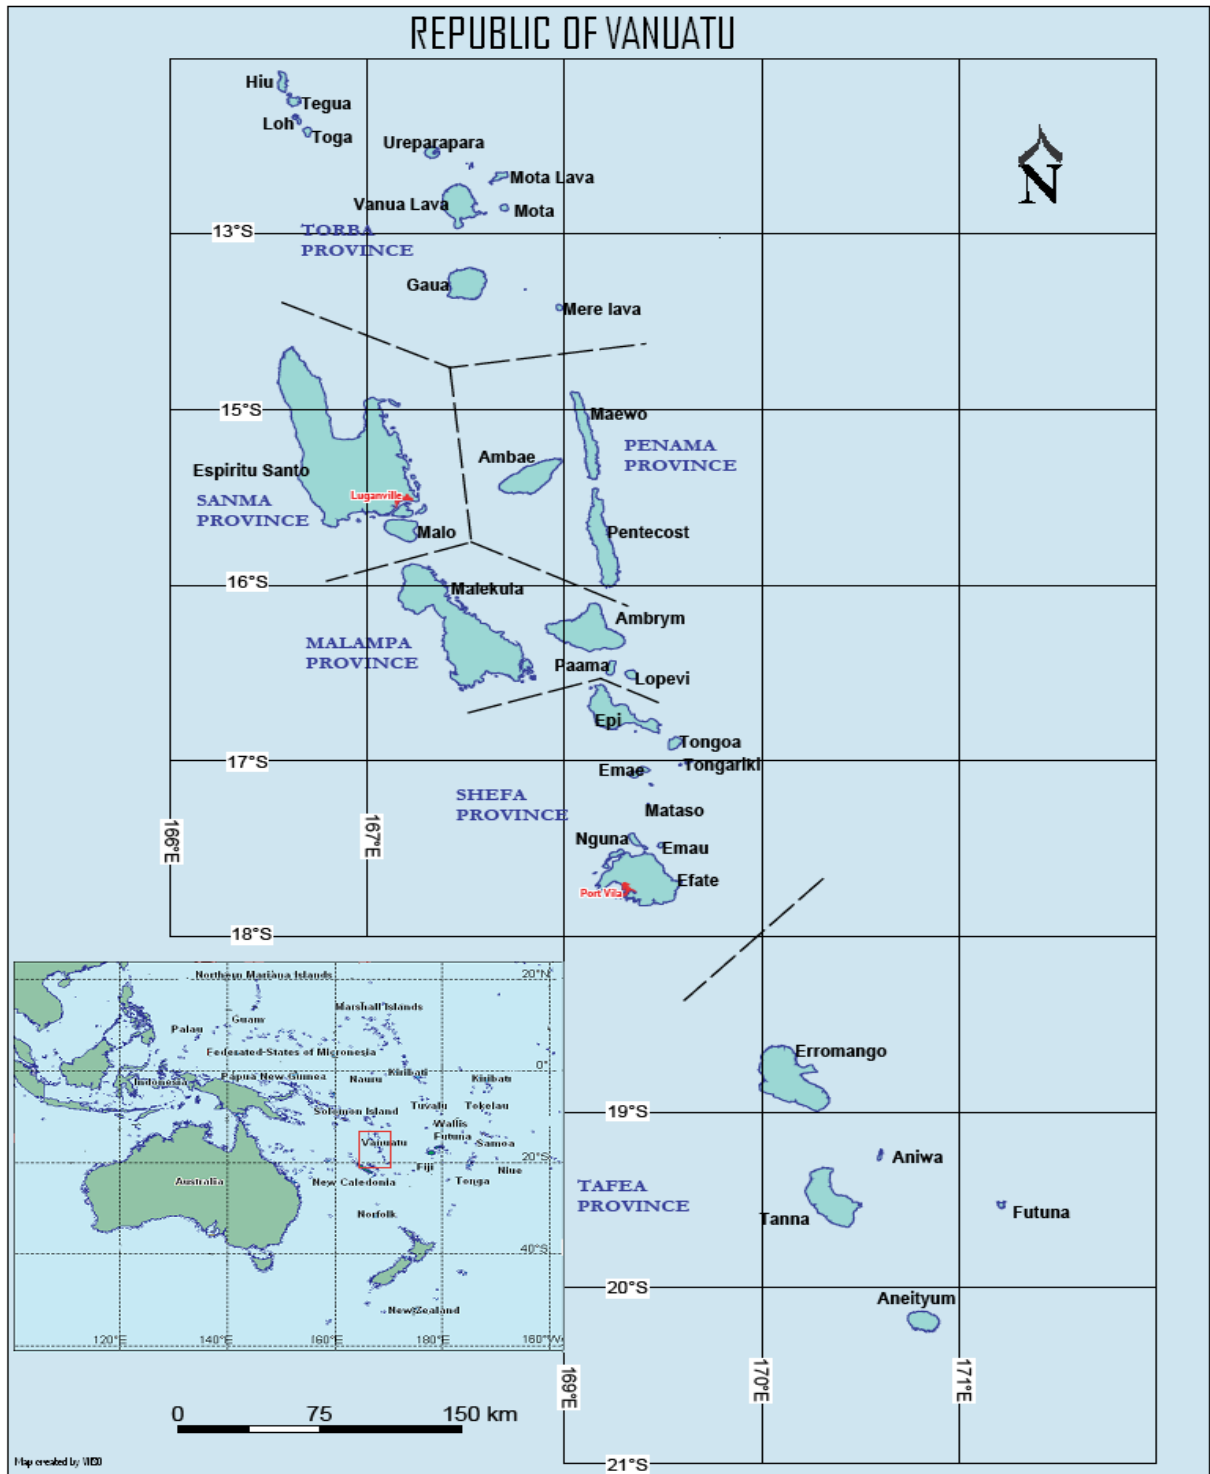 REPUBLIC OF VANUATU
Hiu
Tegua
Loh
Toga
Ureparapara
Mota Lava
Vanua Lava
Mota
N
13°S
TORBA
PROVINCE
Gaua
Mere lava
15°S
Maewo
PENAMA
PROVINCE
Ambae
Espiritu Santo
Luganville
SANMA
PROVINCE
Malo
Pentecost
16°S
Malekula
Ambrym
MALAMPA
PROVINCE
Paama
Lopevi
Epi
Tongoa
17°S
Emae
Tongariki
SHEFA
PROVINCE
Mataso
166°E
167°E
Nguna
Emau
Efate
Port Vila
18°S
Northern Mariana Islands
20°N
Marshall Islands
Guam
Palau
Federated States of Micronesia
0°
Indonesia
Papua New Guinea
Nauru
Kiribati
Kiribati
Solomon Island
Tuvalu
Tokelau
Wallis
Futuna
Vanuatu
Samoa
20°S
Fiji
Niue
Australia
New Caledonia
Tonga
Norfolk
40°S
New Zealand
120°E
140°E
160°E
180°E
160°W
Erromango
19°S
Aniwa
TAFEA
PROVINCE
Tanna
Futuna
20°S
Aneityum
169°E
170°E
171°E
0
75
150 km
21°S
Map created by